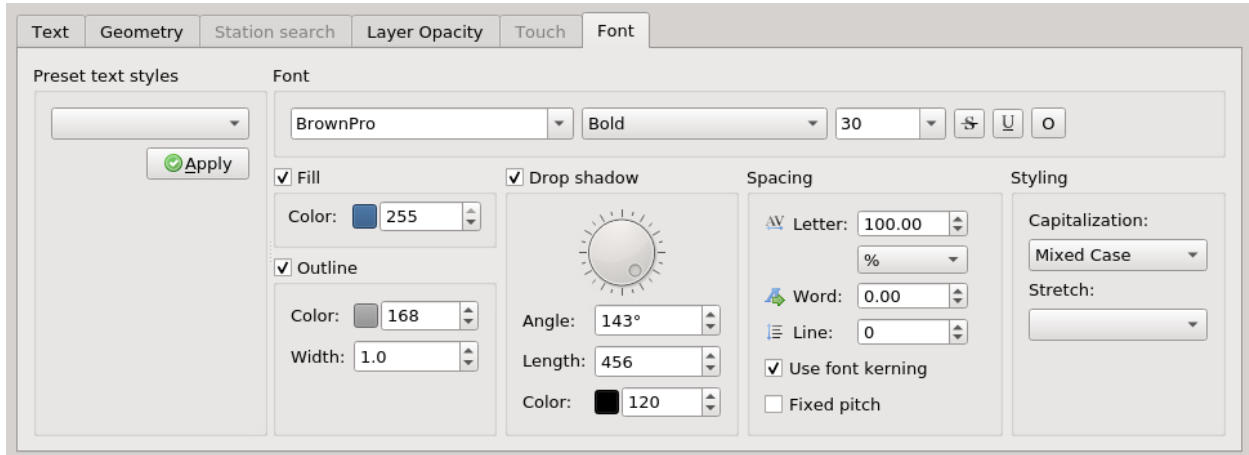 Text Geometry Station search Layer Opacity Touch Font
Preset text styles
Apply
Font
BrownPro Bold 30 S U O
Fill
Color: 255
Outline
Color: 168
Width: 1.0
Drop shadow
Angle: 143°
Length: 456
Color: 120
Spacing
AV Letter: 100.00
%
Word: 0.00
Line: 0
Use font kerning
Fixed pitch
Styling
Capitalization:
Mixed Case
Stretch: